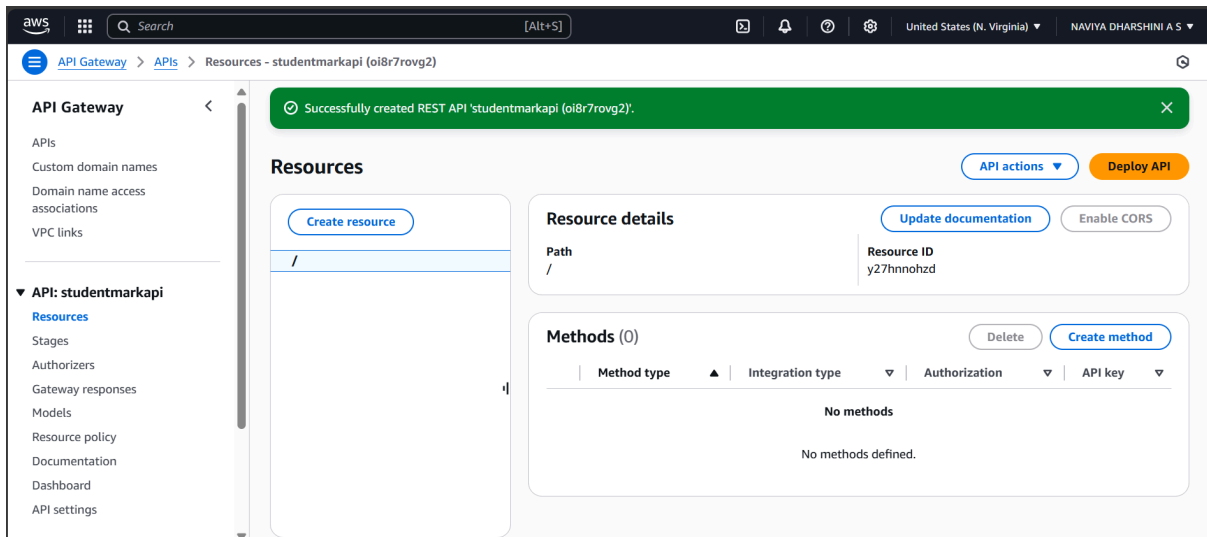 aws
Search
[Alt+S]
United States (N. Virginia) ▼
NAVIYA DHARSHINI A S ▼
API Gateway > APIs > Resources - studentmarkapi (oi8r7rovg2)
API Gateway
APIs
Custom domain names
Domain name access
associations
VPC links
▼ API: studentmarkapi
Resources
Stages
Authorizers
Gateway responses
Models
Resource policy
Documentation
Dashboard
API settings
Successfully created REST API 'studentmarkapi (oi8r7rovg2)'.
Resources
API actions ▼
Deploy API
Create resource
/
Resource details
Update documentation
Enable CORS
Path
/
Resource ID
y27hnnohzd
Methods (0)
Delete
Create method
Method type ▲
Integration type ▽
Authorization ▽
API key ▽
No methods
No methods defined.